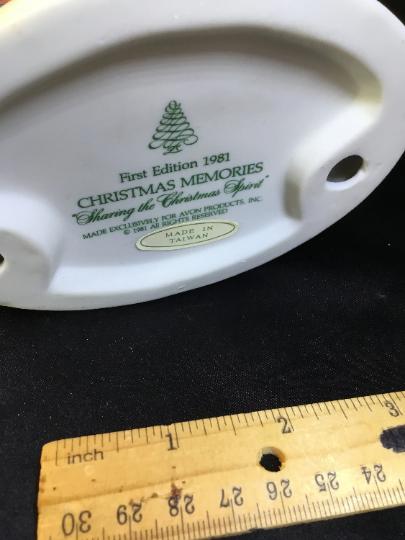 First Edition 1981
CHRISTMAS MEMORIES
"Sharing the Christmas Spirit"
MADE EXCLUSIVELY FOR AVON PRODUCTS, INC.
© 1981 ALL RIGHTS RESERVED
MADE IN
TAIWAN
inch 1 2 3
30 29 28 27 26 25 24